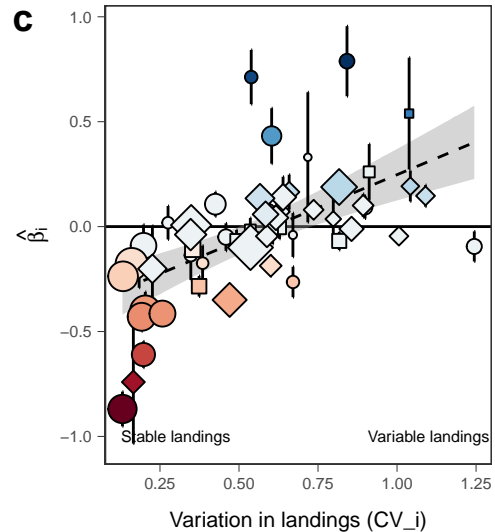 c
1.0
0.5
0.0
−0.5
−1.0
β̂i
Stable landings
Variable landings
0.25
0.50
0.75
1.00
1.25
Variation in landings (CV_i)